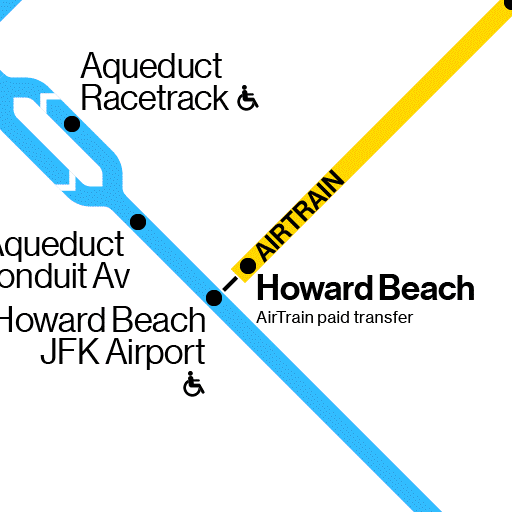 Aqueduct
Racetrack
AIRTRAIN
Aqueduct
onduit Av
Howard Beach
AirTrain paid transfer
Howard Beach
JFK Airport